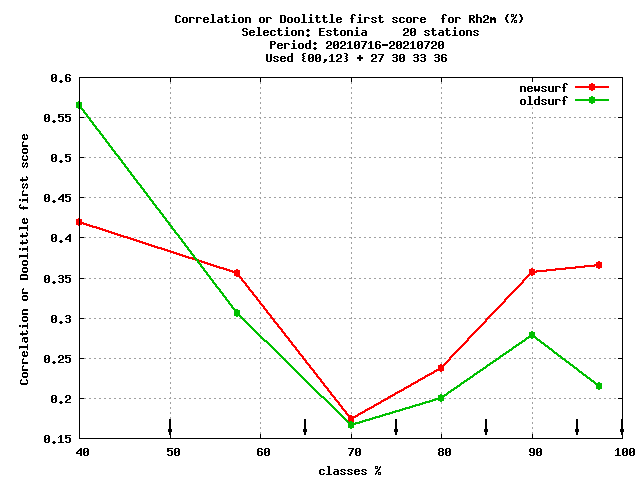 Correlation or Doolittle first score  for Rh2m (%)
Selection: Estonia     20 stations
Period: 20210716-20210720
Used {00,12} + 27 30 33 36
newsurf
oldsurf
Correlation or Doolittle first score
0.6
0.55
0.5
0.45
0.4
0.35
0.3
0.25
0.2
0.15
40 50 60 70 80 90 100
classes %